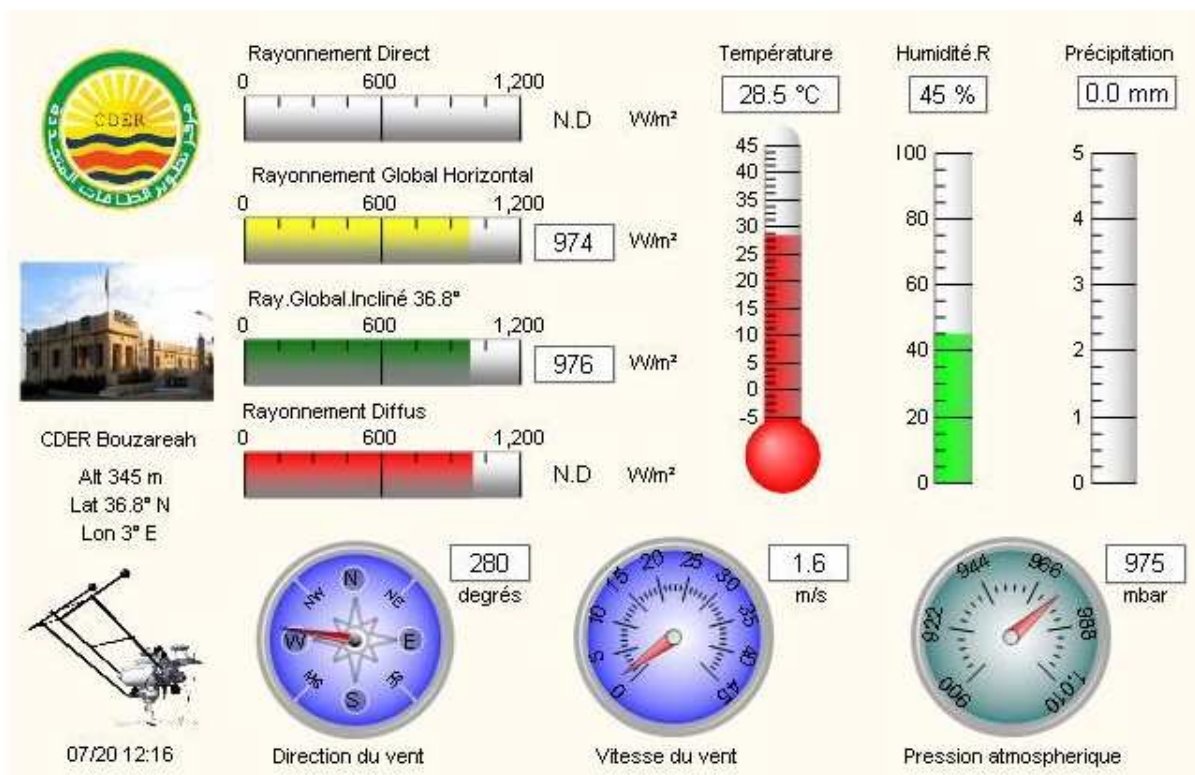 Rayonnement Direct
0 600 1,200
N.D W/m²
Rayonnement Global Horizontal
0 600 1,200
974 W/m²
Ray.Global.Incliné 36.8°
0 600 1,200
976 W/m²
Rayonnement Diffus
0 600 1,200
N.D W/m²
Température
28.5 °C
45
40
35
30
25
20
15
10
5
0
-5
Humidité.R
45 %
100
80
60
40
20
0
Précipitation
0.0 mm
5
4
3
2
1
0
CDER
مركز تطوير الطاقات المتجددة
CDER Bouzareah
Alt 345 m
Lat 36.8° N
Lon 3° E
07/20 12:16
N
NE
E
SE
S
SW
W
NW
280
degrés
Direction du vent
0 5 10 15 20 25 30 35 40 45
1.6
m/s
Vitesse du vent
900 922 944 966 988 1,010
975
mbar
Pression atmospherique